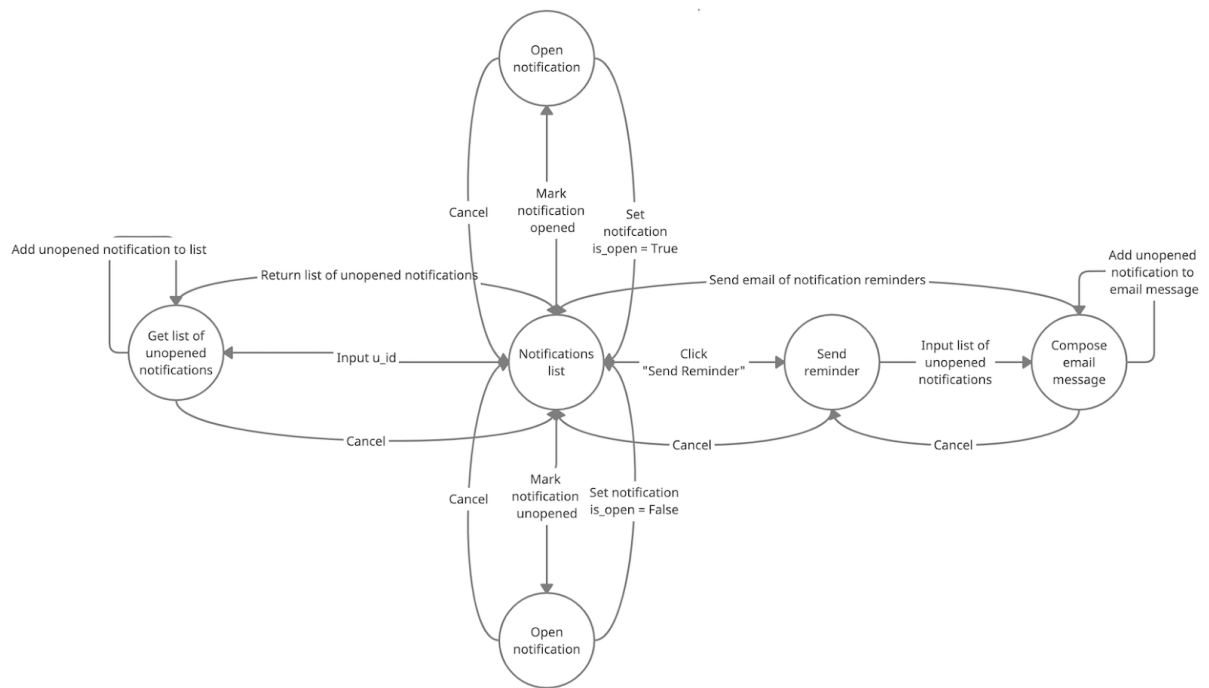 Open
notification
Mark
notification
opened
Cancel
Set
notifcation
is_open = True
Add unopened notification to list
Return list of unopened notifications
Send email of notification reminders
Add unopened
notification to
email message
Get list of
unopened
notifications
Input u_id
Notifications
list
Click
"Send Reminder"
Send
reminder
Input list of
unopened
notifications
Compose
email
message
Cancel
Cancel
Cancel
Cancel
Mark
notification
unopened
Set notification
is_open = False
Open
notification